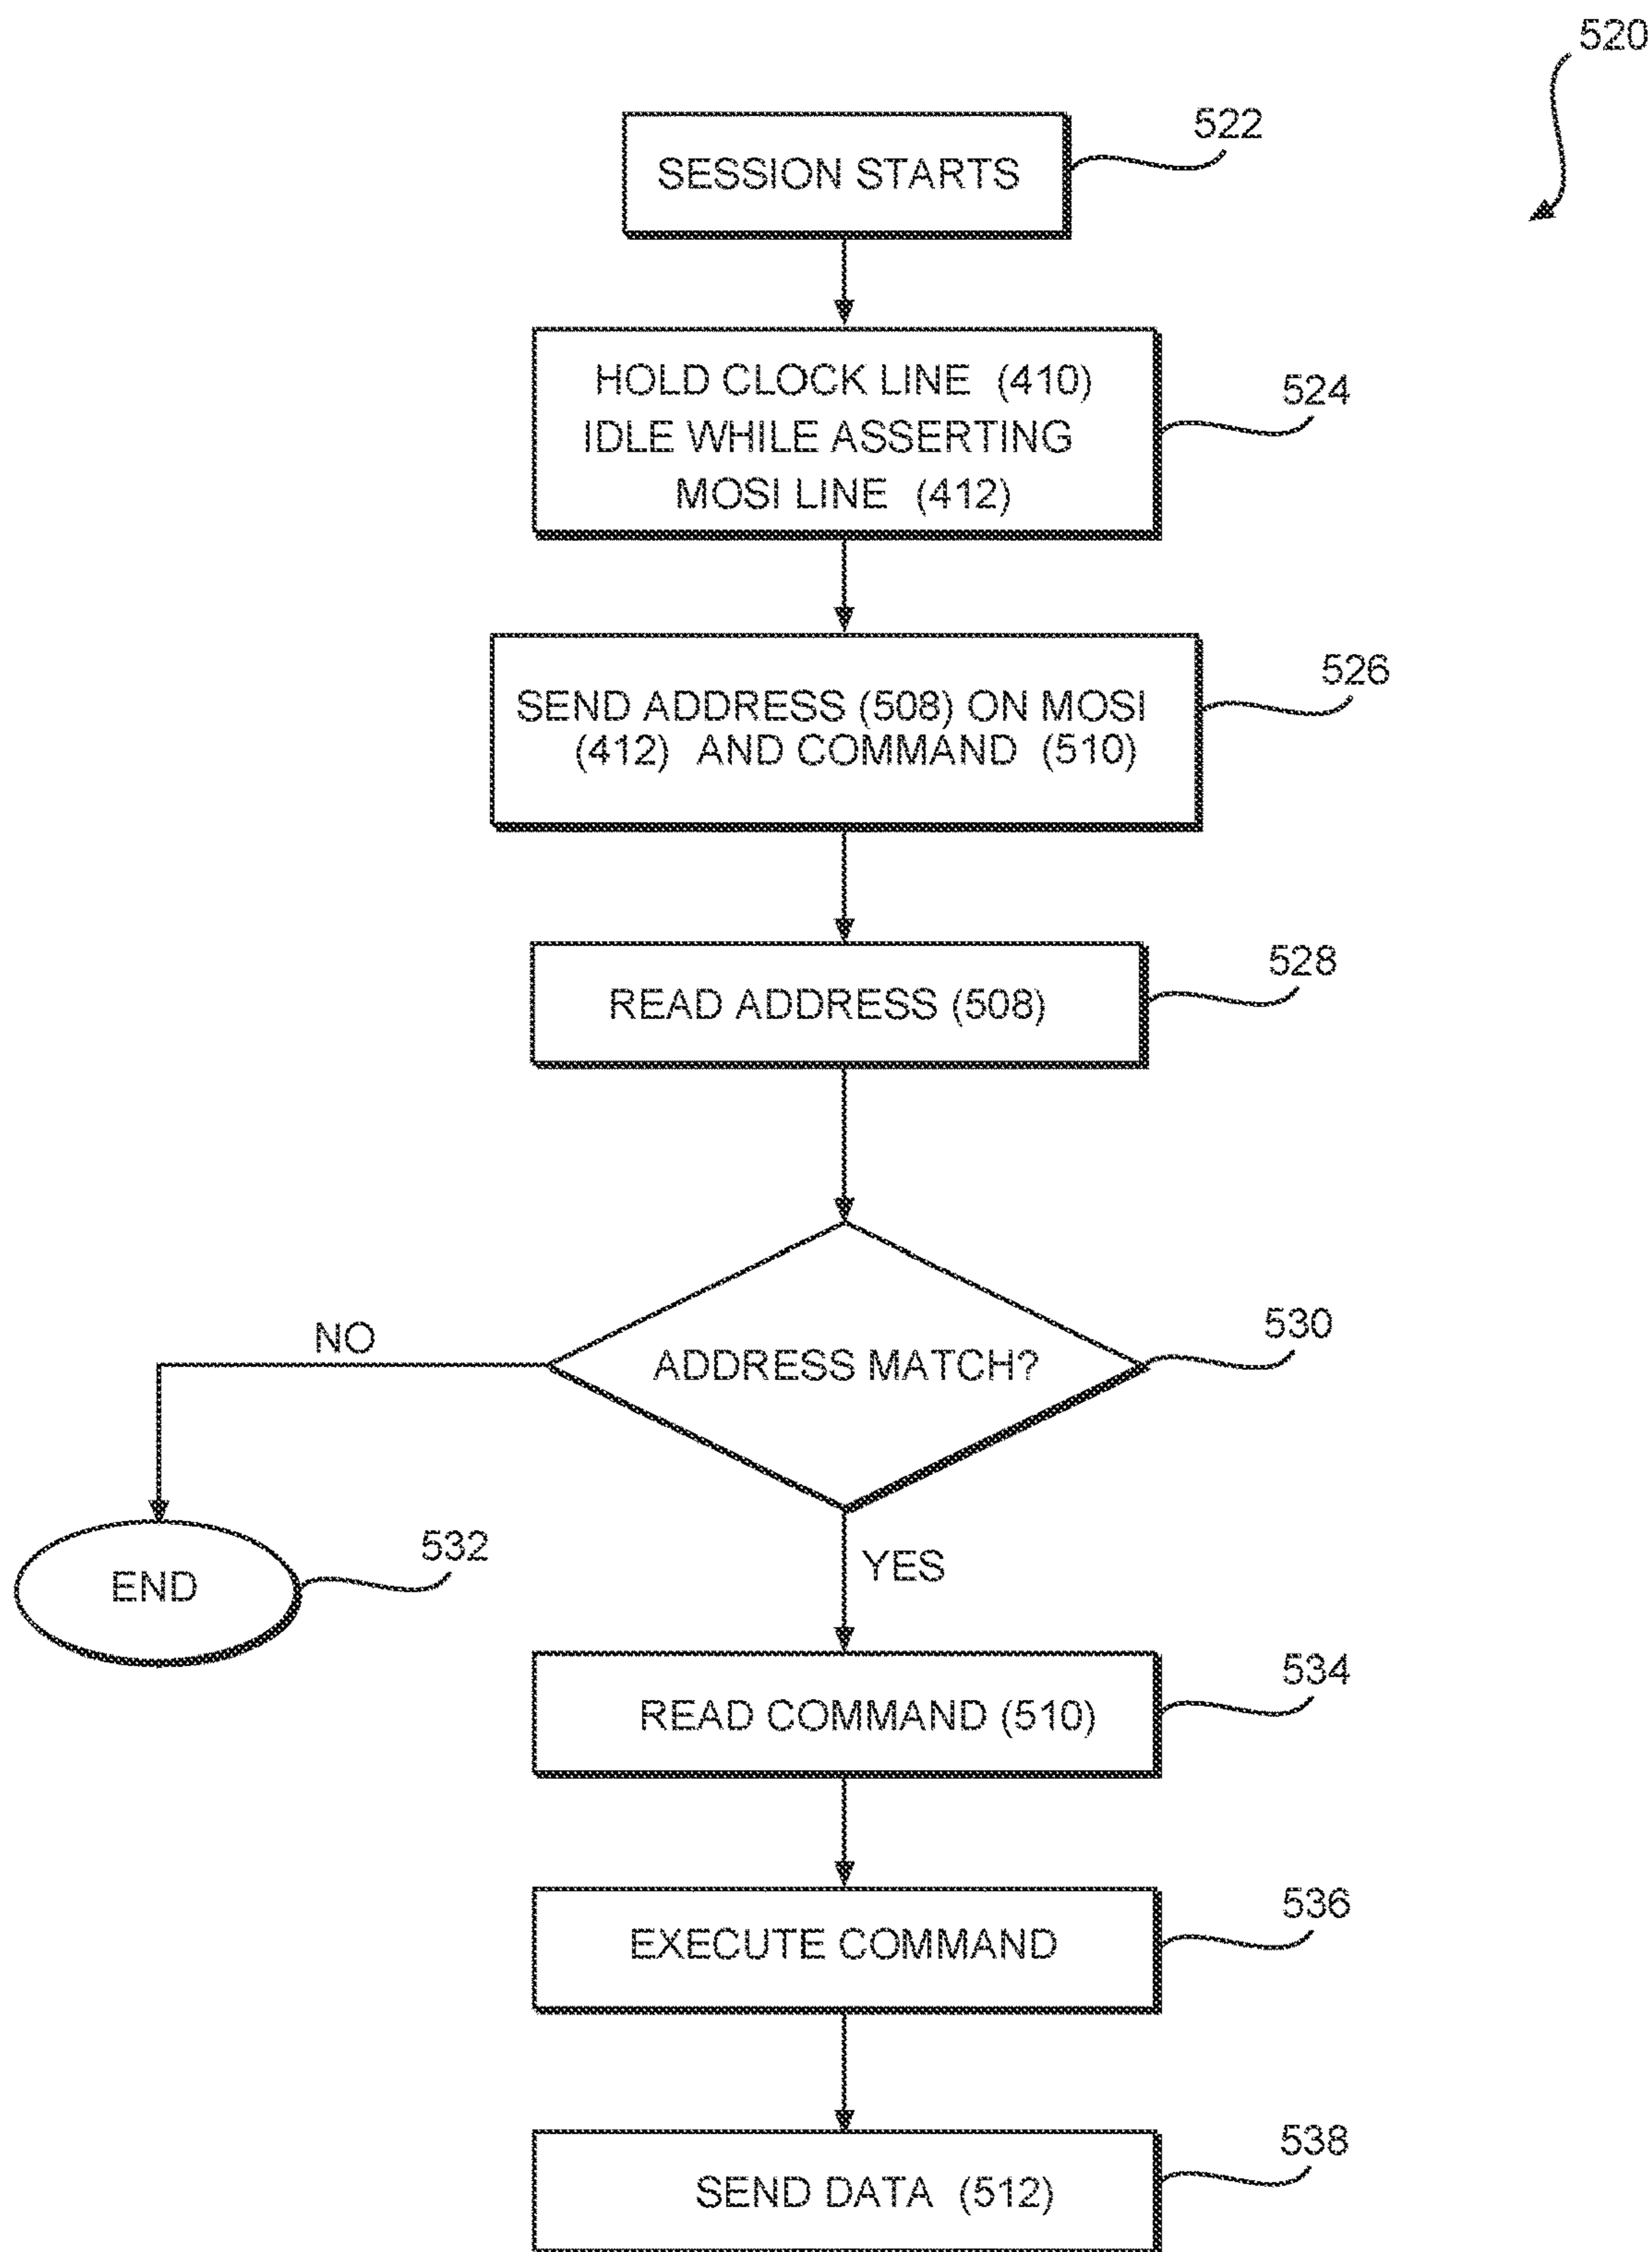 520
522
SESSION STARTS
HOLD CLOCK LINE (410)
524
IDLE WHILE ASSERTING
MOSI LINE (412)
526
SEND ADDRESS (508) ON MOSI
(412) AND COMMAND (510)
528
READ ADDRESS (508)
530
NO
ADDRESS MATCH?
532
YES
END
534
READ COMMAND (510)
536
EXECUTE COMMAND
538
SEND DATA (512)